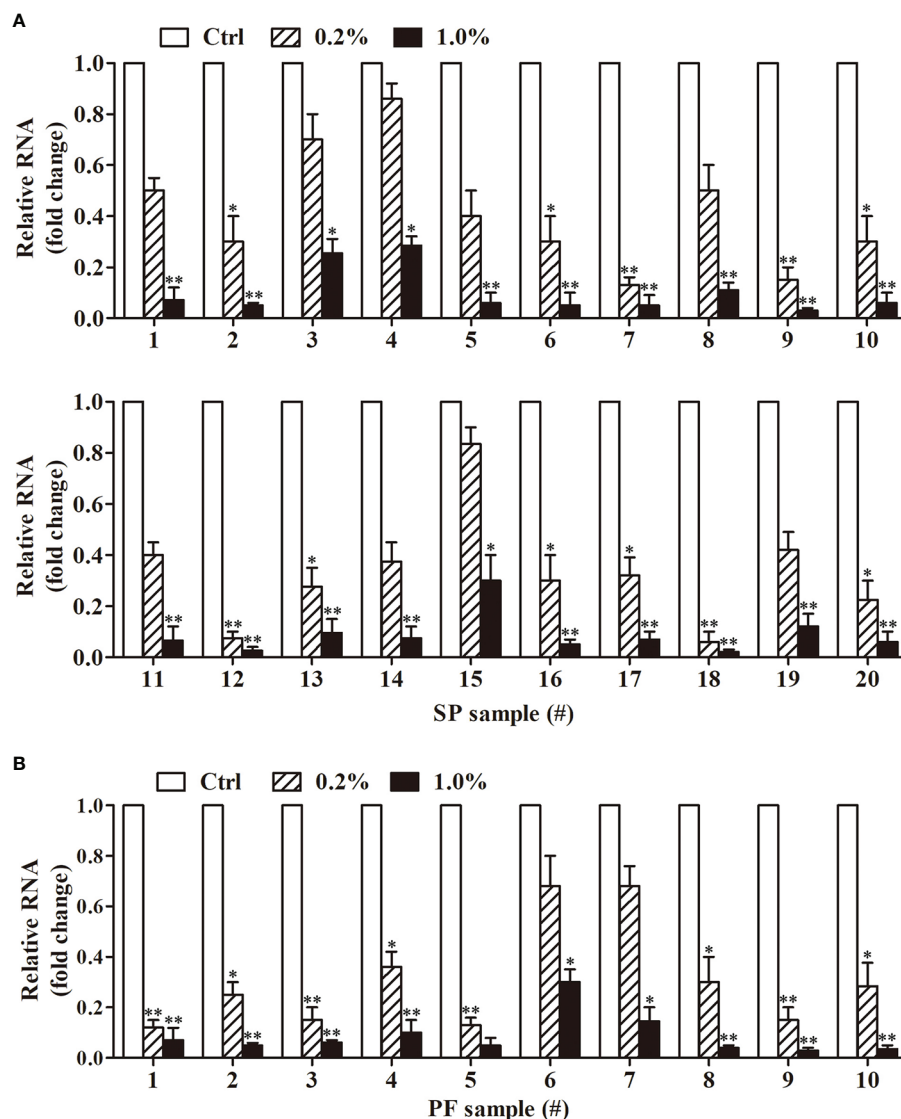 A
Ctrl 0.2% 1.0%
Relative RNA
(fold change)
1.0
0.8
0.6
0.4
0.2
0.0
* * * * *
** ** ** ** ** ** ** ** ** **
1 2 3 4 5 6 7 8 9 10
Relative RNA
(fold change)
1.0
0.8
0.6
0.4
0.2
0.0
* * * * *
** ** ** ** ** ** ** ** ** ** **
11 12 13 14 15 16 17 18 19 20
SP sample (#)
B
Ctrl 0.2% 1.0%
Relative RNA
(fold change)
1.0
0.8
0.6
0.4
0.2
0.0
* * * * * *
** ** ** ** ** ** ** ** ** ** **
1 2 3 4 5 6 7 8 9 10
PF sample (#)